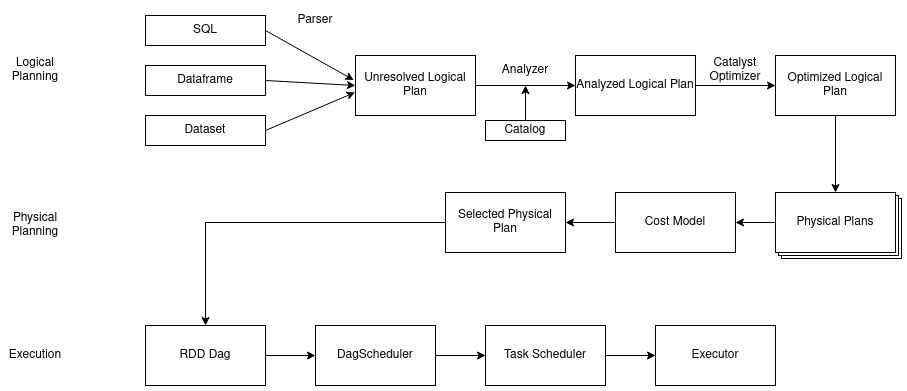 SQL
Parser
Logical
Planning
Dataframe
Unresolved Logical
Plan
Analyzer
Analyzed Logical Plan
Catalyst
Optimizer
Optimized Logical
Plan
Dataset
Catalog
Physical
Planning
Selected Physical
Plan
Cost Model
Physical Plans
Execution
RDD Dag
DagScheduler
Task Scheduler
Executor